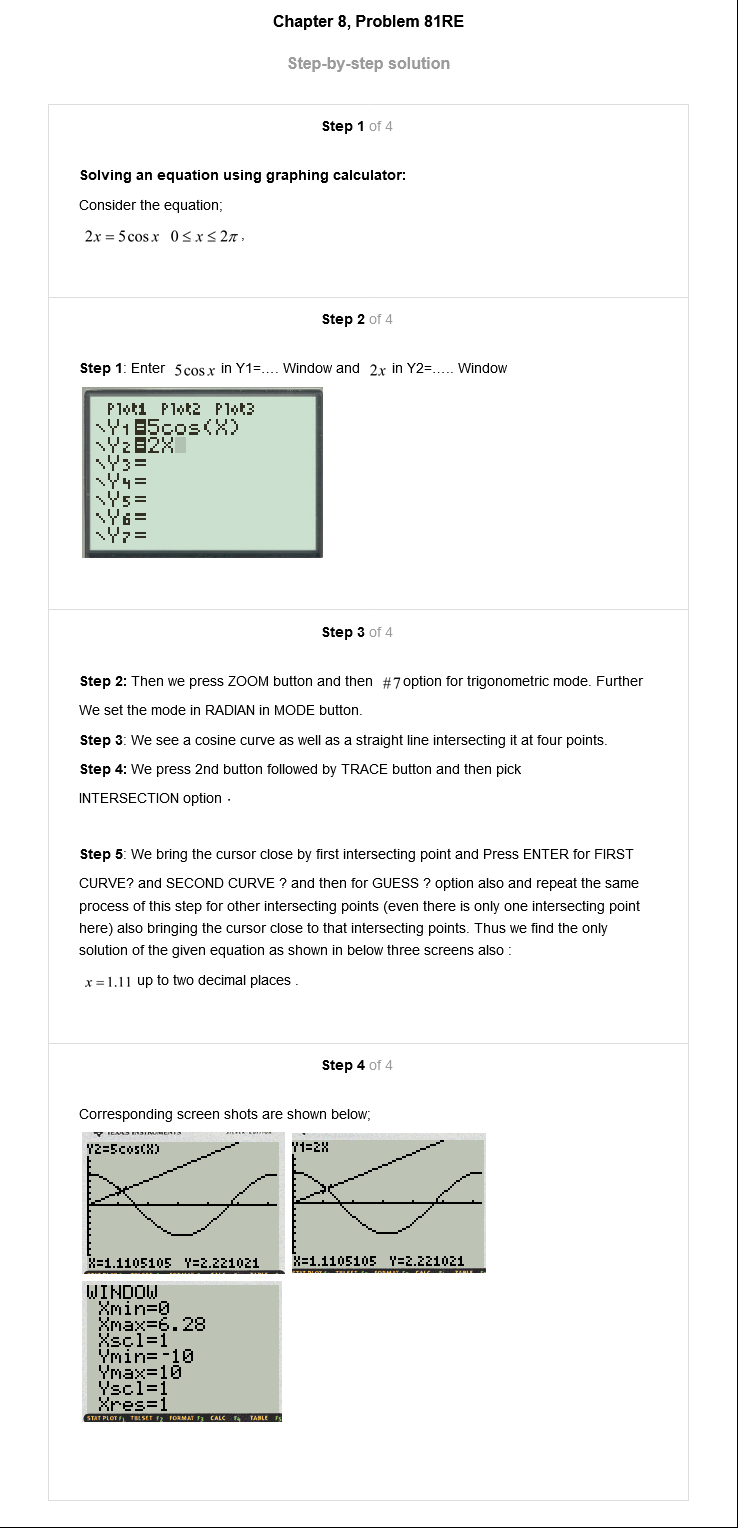 Chapter 8, Problem 81RE
Step-by-step solution
Step 1 of 4
Solving an equation using graphing calculator:
Consider the equation;
2x = 5cos x 0 ≤ x ≤ 2π ,
Step 2 of 4
Step 1: Enter 5cos x in Y1=.... Window and 2x in Y2=..... Window
Plot1 Plot2 Plot3
\Y1=5cos(X)
\Y2=2X
\Y3=
\Y4=
\Y5=
\Y6=
\Y7=
Step 3 of 4
Step 2: Then we press ZOOM button and then #7 option for trigonometric mode. Further
We set the mode in RADIAN in MODE button.
Step 3: We see a cosine curve as well as a straight line intersecting it at four points.
Step 4: We press 2nd button followed by TRACE button and then pick
INTERSECTION option .
Step 5: We bring the cursor close by first intersecting point and Press ENTER for FIRST
CURVE? and SECOND CURVE ? and then for GUESS ? option also and repeat the same
process of this step for other intersecting points (even there is only one intersecting point
here) also bringing the cursor close to that intersecting points. Thus we find the only
solution of the given equation as shown in below three screens also :
x = 1.11 up to two decimal places .
Step 4 of 4
Corresponding screen shots are shown below;
TEXAS INSTRUMENTS
Y2=5cos(X)
X=1.1105105 Y=2.221021
Y1=2X
X=1.1105105 Y=2.221021
WINDOW
Xmin=0
Xmax=6.28
Xscl=1
Ymin=-10
Ymax=10
Yscl=1
Xres=1
STAT PLOT F1 TBLSET F2 FORMAT F3 CALC F4 TABLE F5